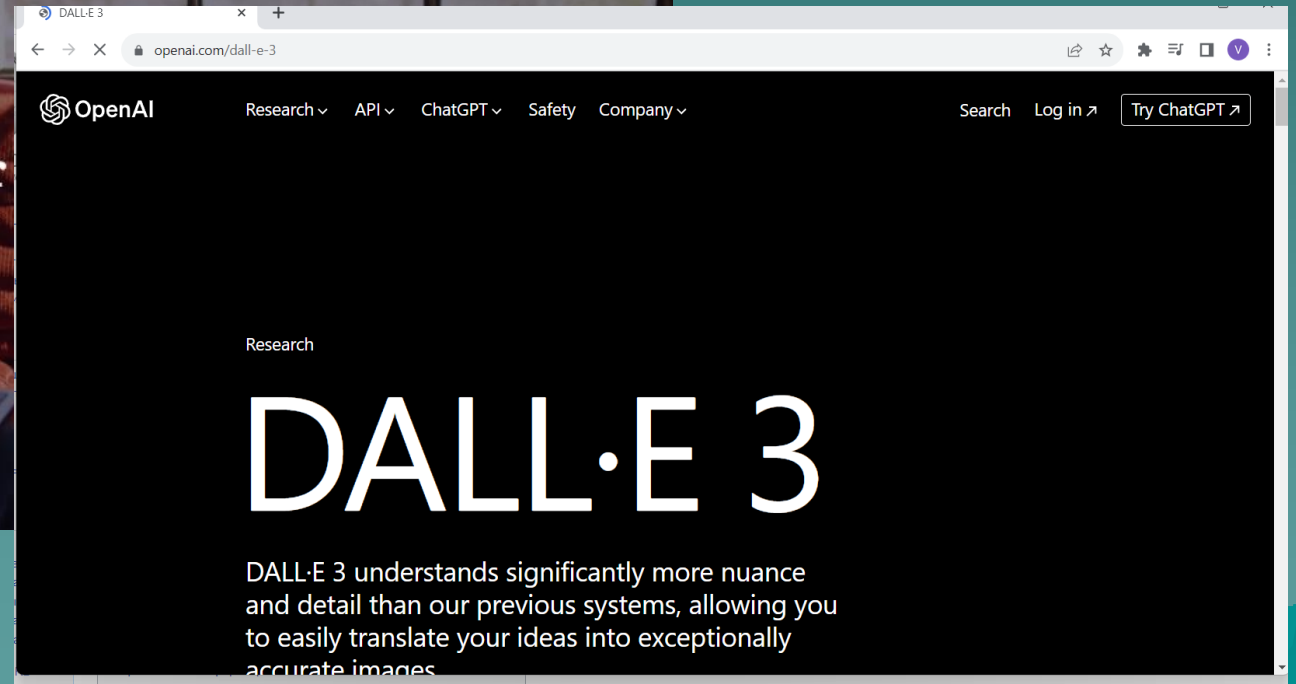 DALL·E 3
openai.com/dall-e-3
V
OpenAI
Research
API
ChatGPT
Safety
Company
Search
Log in ↗
Try ChatGPT ↗
Research
DALL·E 3
DALL·E 3 understands significantly more nuance
and detail than our previous systems, allowing you
to easily translate your ideas into exceptionally
accurate images